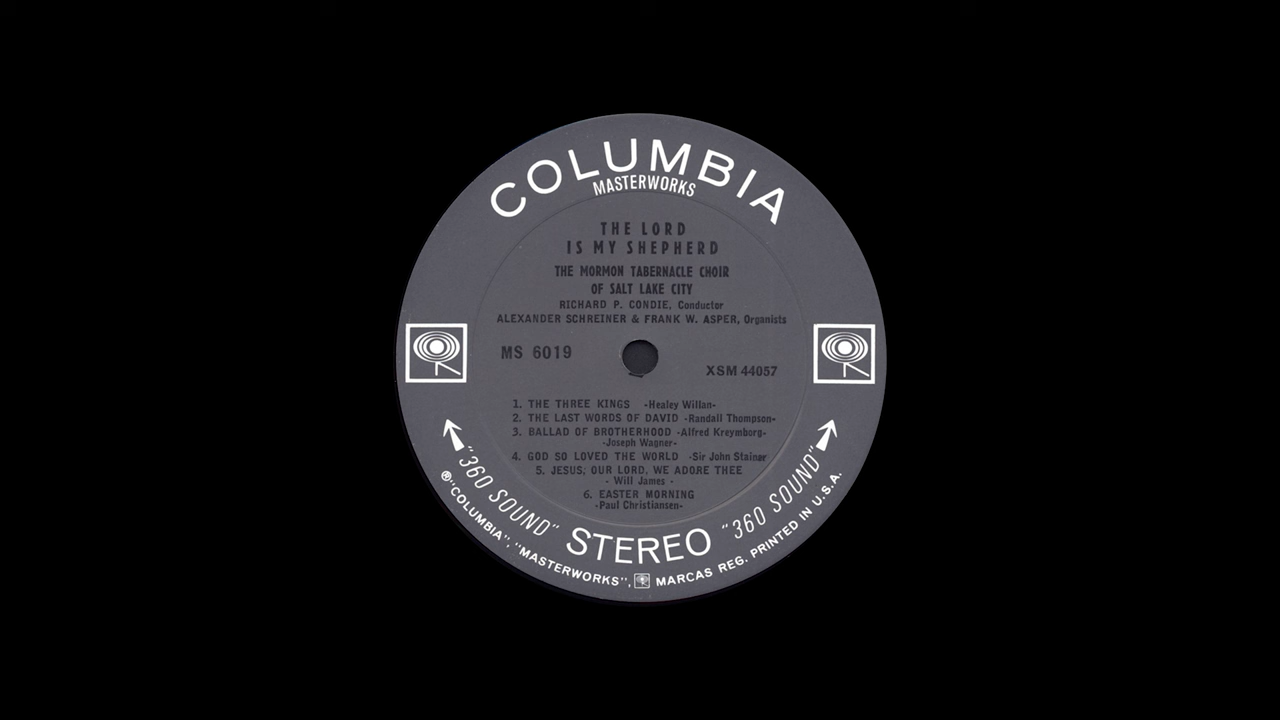 COLUMBIA
MASTERWORKS
THE LORD
IS MY SHEPHERD
THE MORMON TABERNACLE CHOIR
OF SALT LAKE CITY
RICHARD P. CONDIE, Conductor
ALEXANDER SCHREINER & FRANK W. ASPER, Organists
MS 6019
XSM 44057
1. THE THREE KINGS -Healey Willan-
2. THE LAST WORDS OF DAVID -Randall Thompson-
3. BALLAD OF BROTHERHOOD -Alfred Kreymborg-
-Joseph Wagner-
4. GOD SO LOVED THE WORLD -Sir John Stainer
5. JESUS, OUR LORD, WE ADORE THEE
- Will James -
6. EASTER MORNING
-Paul Christiansen-
"360 SOUND" STEREO "360 SOUND"
®"COLUMBIA", "MASTERWORKS", MARCAS REG. PRINTED IN U.S.A.